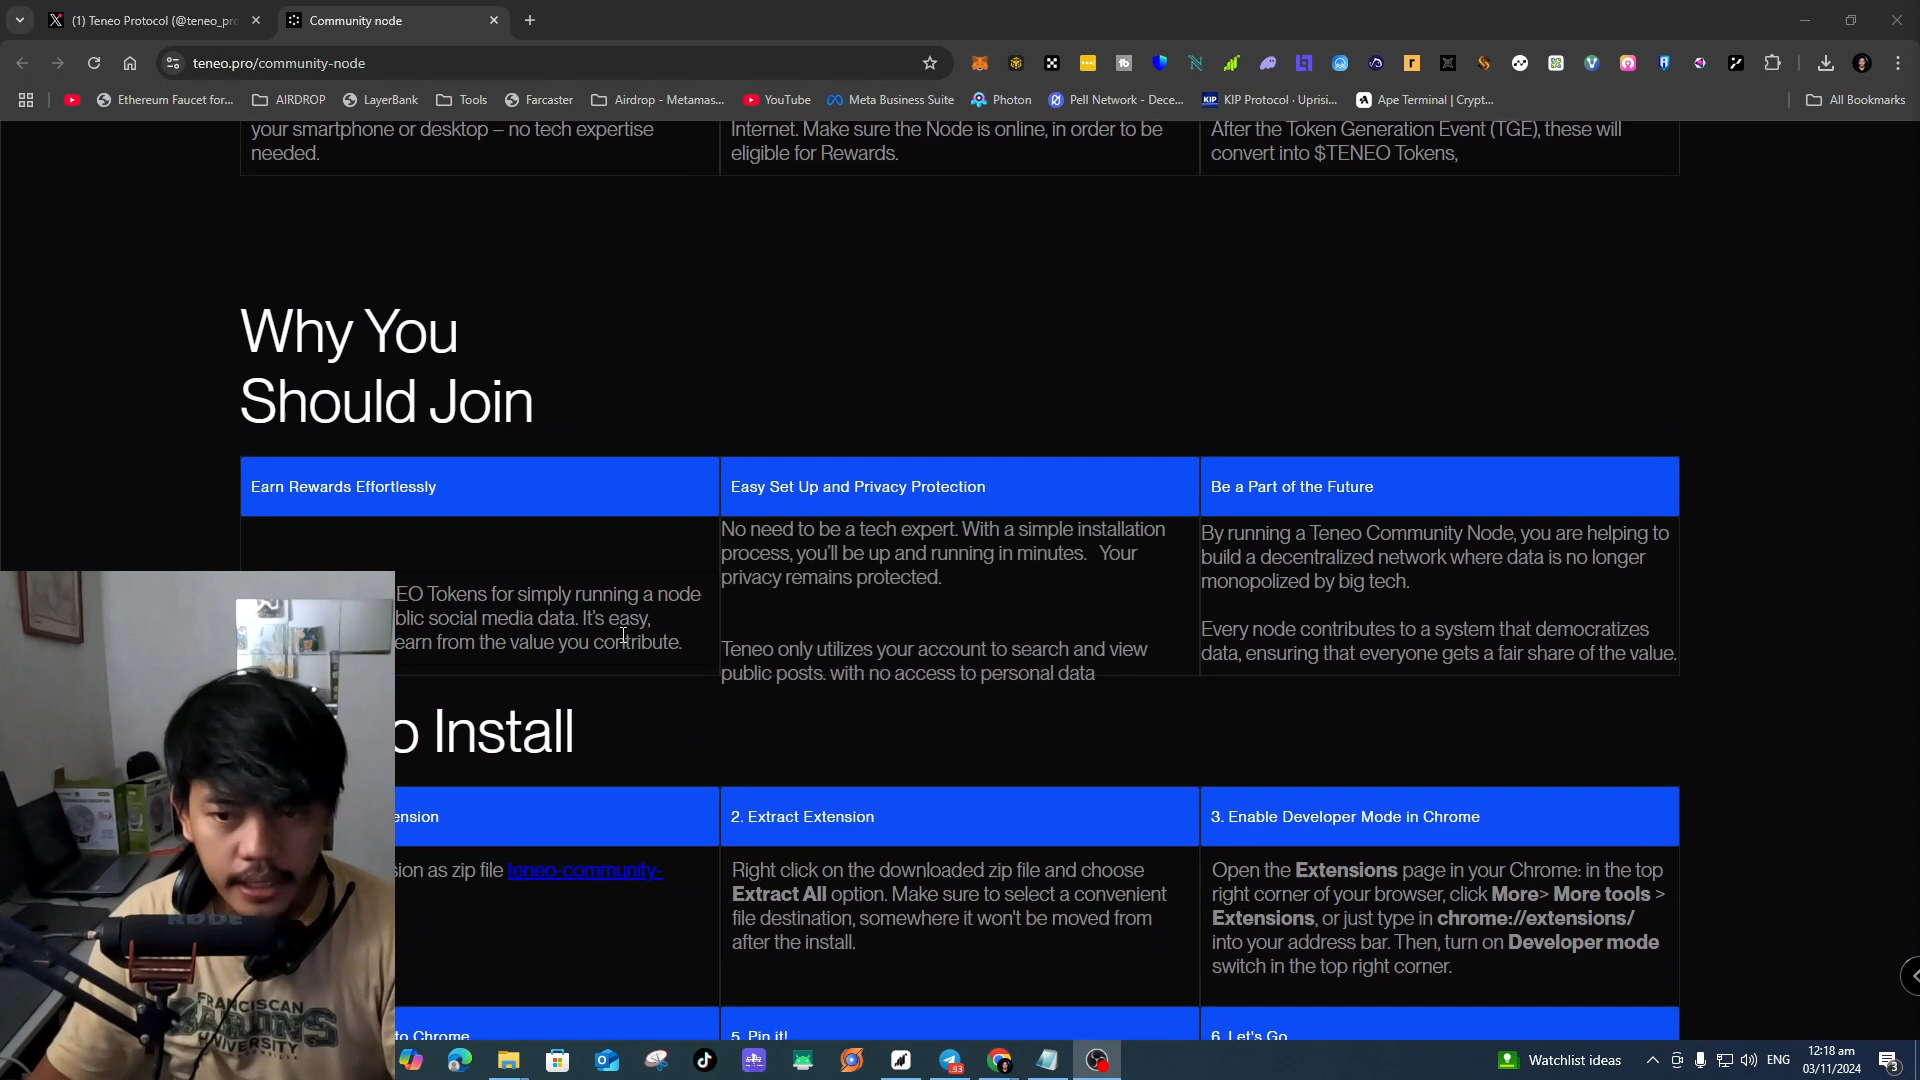 (1) Teneo Protocol (@teneo_pro
Community node
teneo.pro/community-node
Ethereum Faucet for...
AIRDROP
LayerBank
Tools
Farcaster
Airdrop - Metamas...
YouTube
Meta Business Suite
Photon
Pell Network - Dece...
KIP Protocol · Uprisi...
Ape Terminal | Crypt...
All Bookmarks
your smartphone or desktop – no tech expertise
needed.
Internet. Make sure the Node is online, in order to be
eligible for Rewards.
After the Token Generation Event (TGE), these will
convert into $TENEO Tokens,
Why You
Should Join
Earn Rewards Effortlessly
EO Tokens for simply running a node
blic social media data. It's easy,
earn from the value you contribute.
Easy Set Up and Privacy Protection
No need to be a tech expert. With a simple installation
process, you'll be up and running in minutes. Your
privacy remains protected.
Teneo only utilizes your account to search and view
public posts. with no access to personal data
Be a Part of the Future
By running a Teneo Community Node, you are helping to
build a decentralized network where data is no longer
monopolized by big tech.
Every node contributes to a system that democratizes
data, ensuring that everyone gets a fair share of the value.
o Install
ension
sion as zip file teneo-community-
2. Extract Extension
Right click on the downloaded zip file and choose
Extract All option. Make sure to select a convenient
file destination, somewhere it won't be moved from
after the install.
3. Enable Developer Mode in Chrome
Open the Extensions page in your Chrome: in the top
right corner of your browser, click More> More tools >
Extensions, or just type in chrome://extensions/
into your address bar. Then, turn on Developer mode
switch in the top right corner.
to Chrome
5. Pin it!
6. Let's Go
RØDE
FRANCISCAN
BARONS
UNIVERSITY
93
Watchlist ideas
ENG
12:18 am
03/11/2024
3